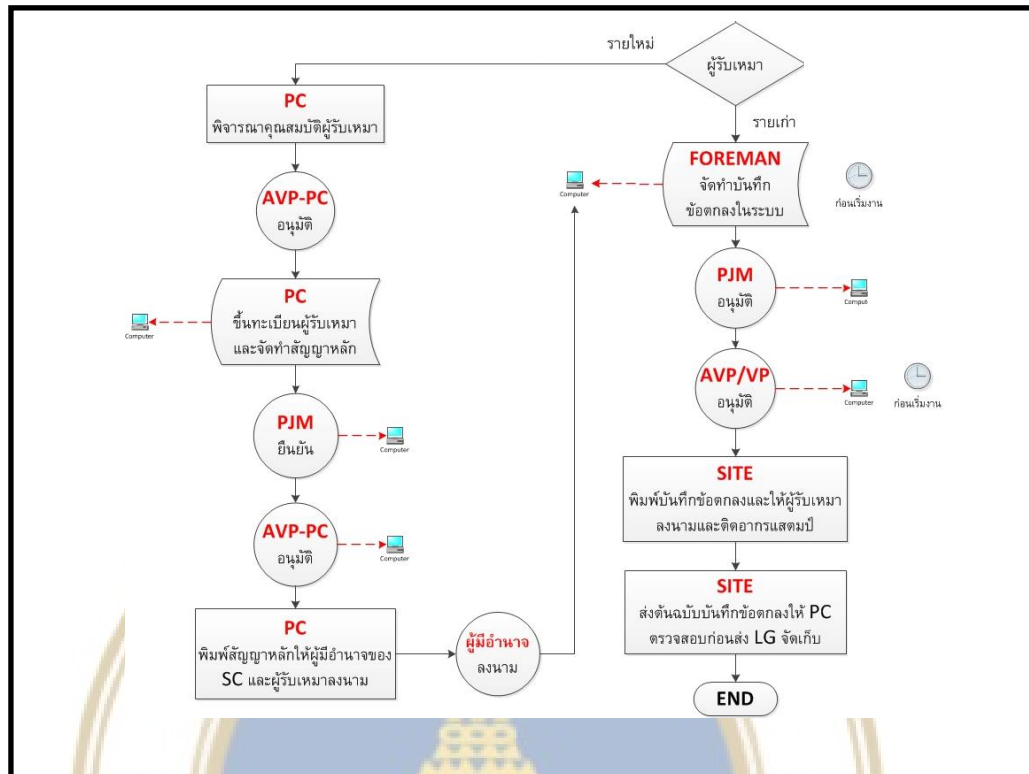 รายใหม่
ผู้รับเหมา
รายเก่า
PC
พิจารณาคุณสมบัติผู้รับเหมา
AVP-PC
อนุมัติ
PC
ขึ้นทะเบียนผู้รับเหมา
และจัดทำสัญญาหลัก
Computer
PJM
ยืนยัน
Computer
AVP-PC
อนุมัติ
Computer
PC
พิมพ์สัญญาหลักให้ผู้มีอำนาจของ
SC และผู้รับเหมาลงนาม
ผู้มีอำนาจ
ลงนาม
Computer
FOREMAN
จัดทำบันทึก
ข้อตกลงในระบบ
ก่อนเริ่มงาน
PJM
อนุมัติ
Comput
AVP/VP
อนุมัติ
Computer
ก่อนเริ่มงาน
SITE
พิมพ์บันทึกข้อตกลงและให้ผู้รับเหมา
ลงนามและติดอากรแสตมป์
SITE
ส่งต้นฉบับบันทึกข้อตกลงให้ PC
ตรวจสอบก่อนส่ง LG จัดเก็บ
END